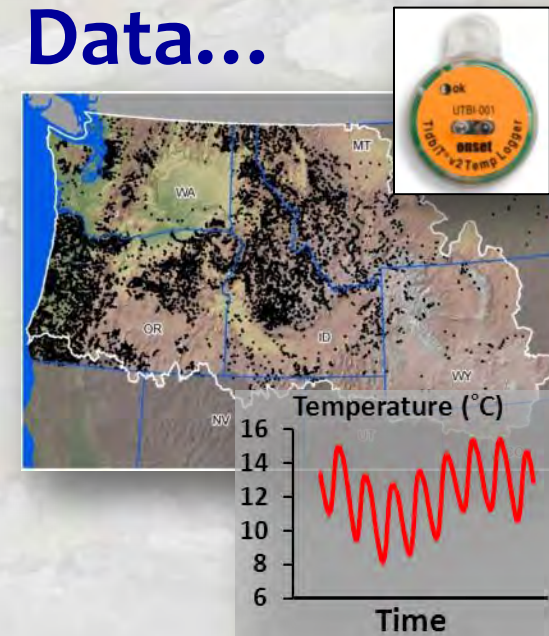 Data...
ok
UTBI-001
onset
TidbiT® v2 Temp Logger
MT
WA
OR
ID
WY
NV
UT
Temperature (°C)
16
14
12
10
8
6
Time